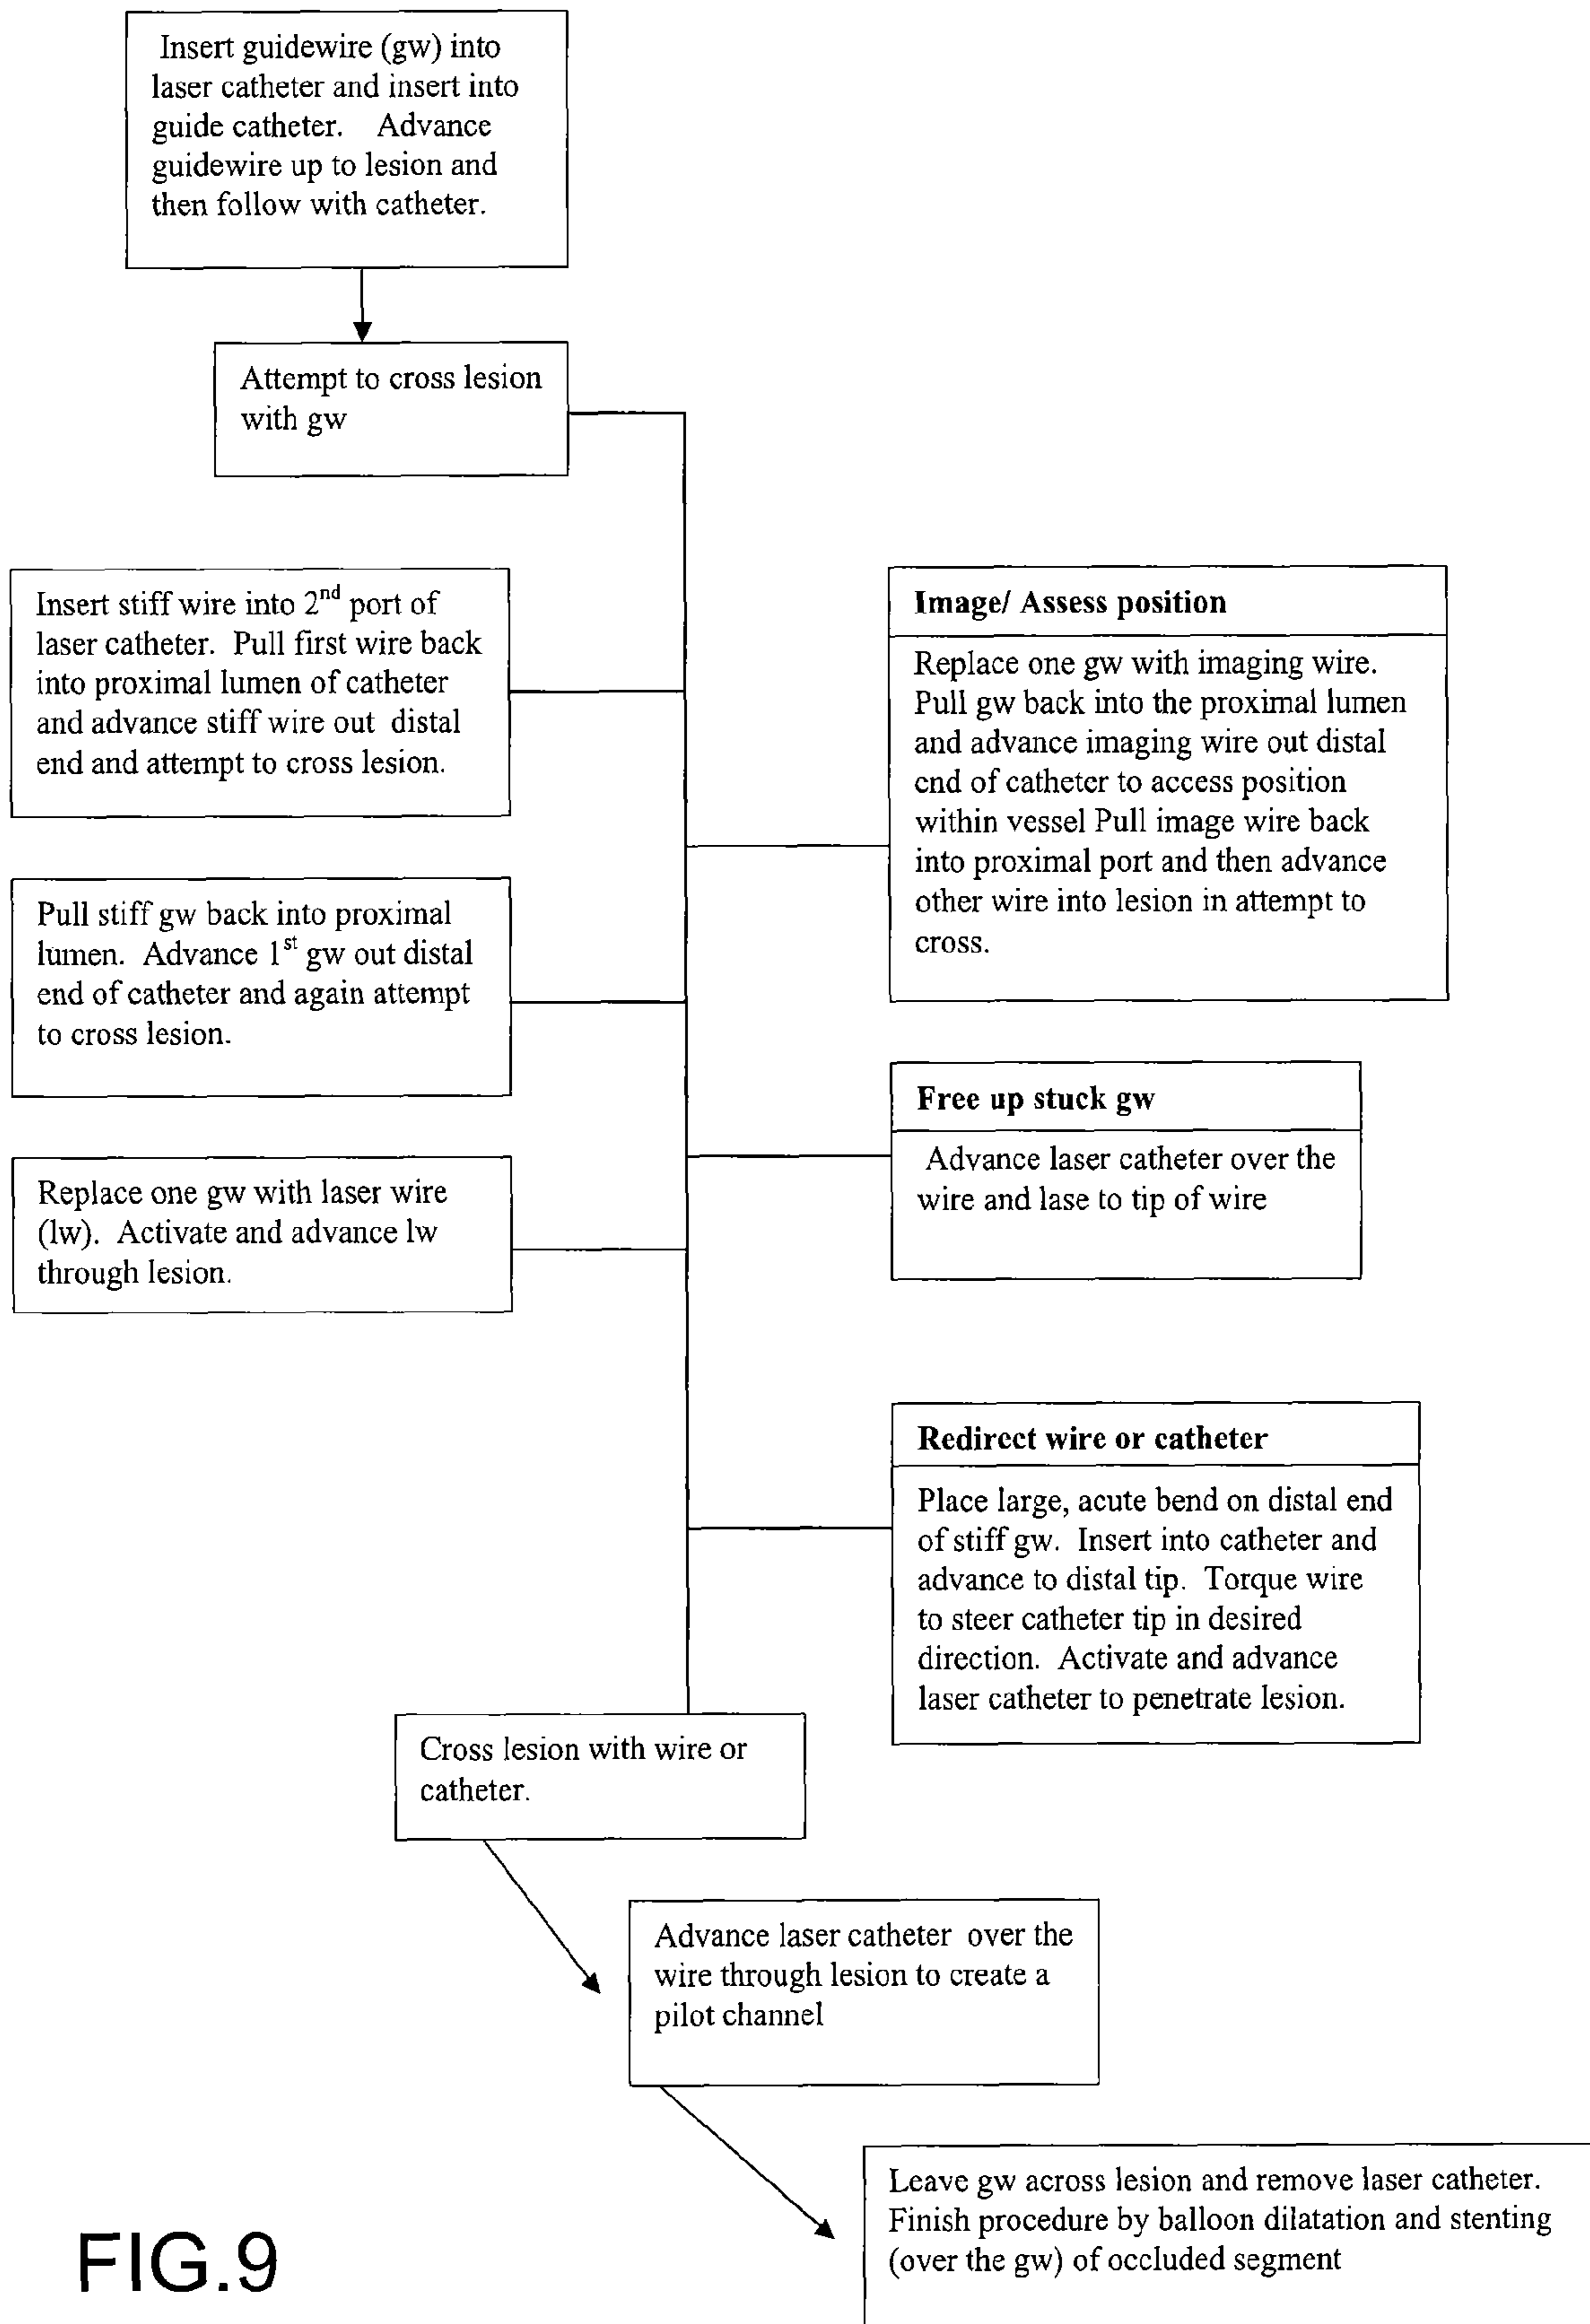 Insert guidewire (gw) into
laser catheter and insert into
guide catheter. Advance
guidewire up to lesion and
then follow with catheter.
Attempt to cross lesion
with gw
Insert stiff wire into 2nd port of
laser catheter. Pull first wire back
into proximal lumen of catheter
and advance stiff wire out distal
end and attempt to cross lesion.
Image/ Assess position
Replace one gw with imaging wire.
Pull gw back into the proximal lumen
and advance imaging wire out distal
end of catheter to access position
within vessel Pull image wire back
into proximal port and then advance
other wire into lesion in attempt to
cross.
Pull stiff gw back into proximal
lumen. Advance 1st gw out distal
end of catheter and again attempt
to cross lesion.
Free up stuck gw
Advance laser catheter over the
wire and lase to tip of wire
Replace one gw with laser wire
(lw). Activate and advance lw
through lesion.
Redirect wire or catheter
Place large, acute bend on distal end
of stiff gw. Insert into catheter and
advance to distal tip. Torque wire
to steer catheter tip in desired
direction. Activate and advance
laser catheter to penetrate lesion.
Cross lesion with wire or
catheter.
Advance laser catheter over the
wire through lesion to create a
pilot channel
Leave gw across lesion and remove laser catheter.
Finish procedure by balloon dilatation and stenting
(over the gw) of occluded segment
FIG.9